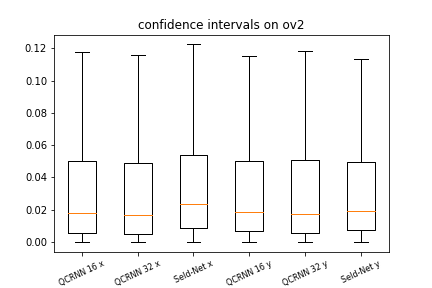 confidence intervals on ov2
0.12
0.10
0.08
0.06
0.04
0.02
0.00
QCRNN 16 x
QCRNN 32 x
Seld-Net x
QCRNN 16 y
QCRNN 32 y
Seld-Net y